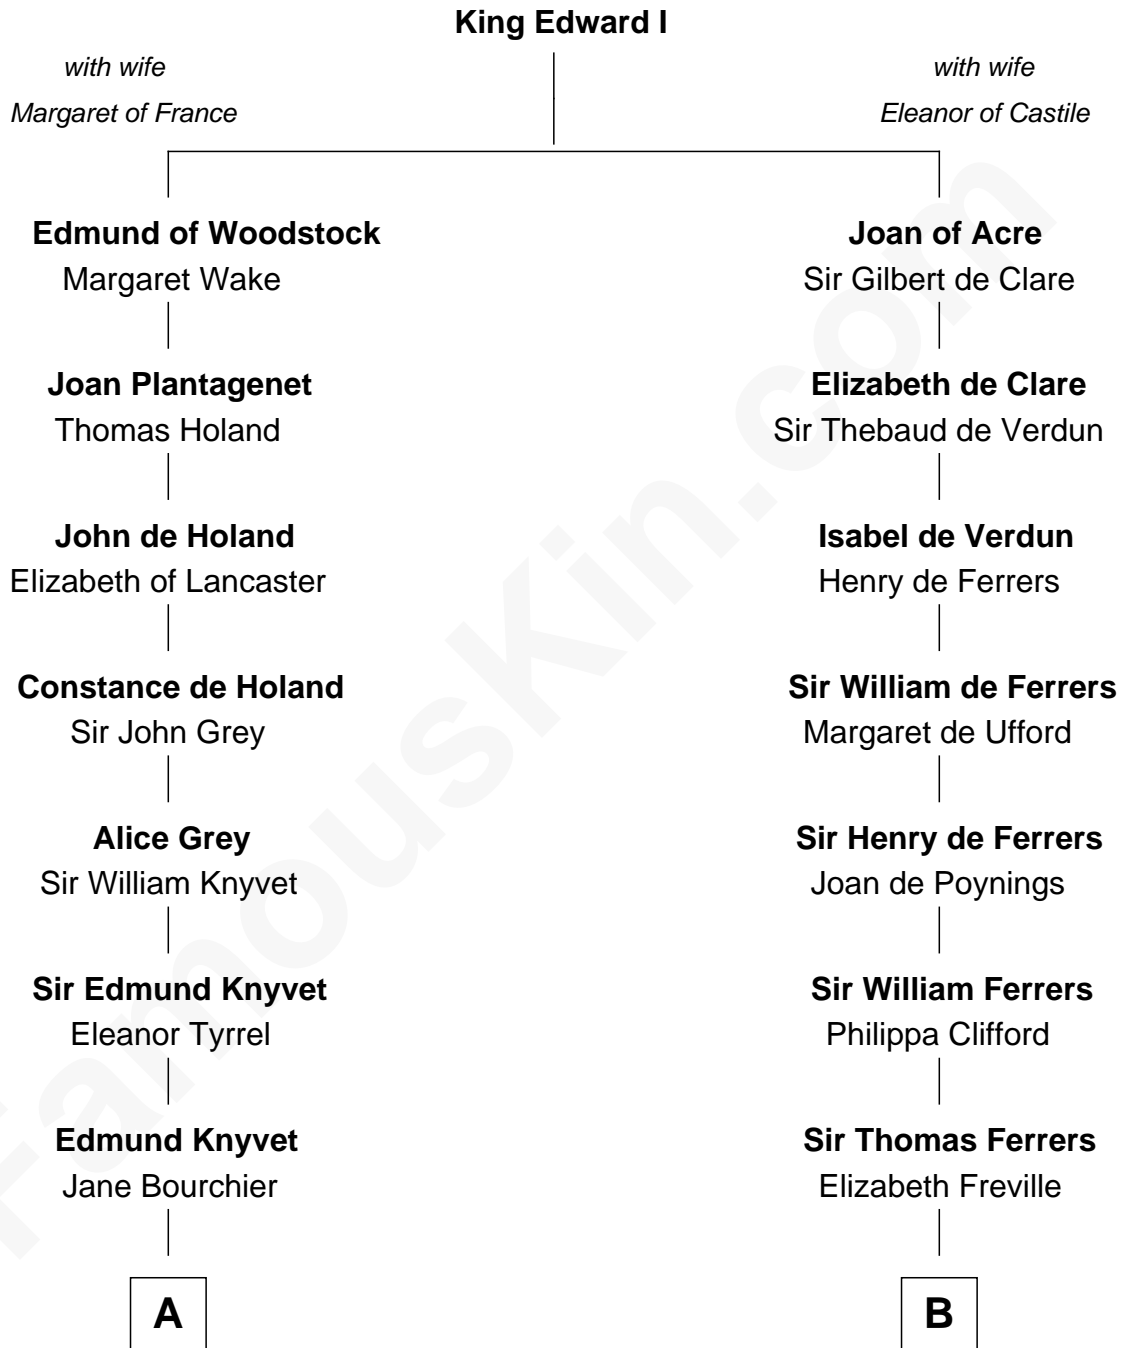 King Edward I
with wife
Margaret of France
with wife
Eleanor of Castile
Edmund of Woodstock
Margaret Wake
Joan of Acre
Sir Gilbert de Clare
Joan Plantagenet
Thomas Holand
Elizabeth de Clare
Sir Thebaud de Verdun
John de Holand
Elizabeth of Lancaster
Isabel de Verdun
Henry de Ferrers
Constance de Holand
Sir John Grey
Sir William de Ferrers
Margaret de Ufford
Alice Grey
Sir William Knyvet
Sir Henry de Ferrers
Joan de Poynings
Sir Edmund Knyvet
Eleanor Tyrrel
Sir William Ferrers
Philippa Clifford
Edmund Knyvet
Jane Bourchier
Sir Thomas Ferrers
Elizabeth Freville
A
B
FamousKin.com